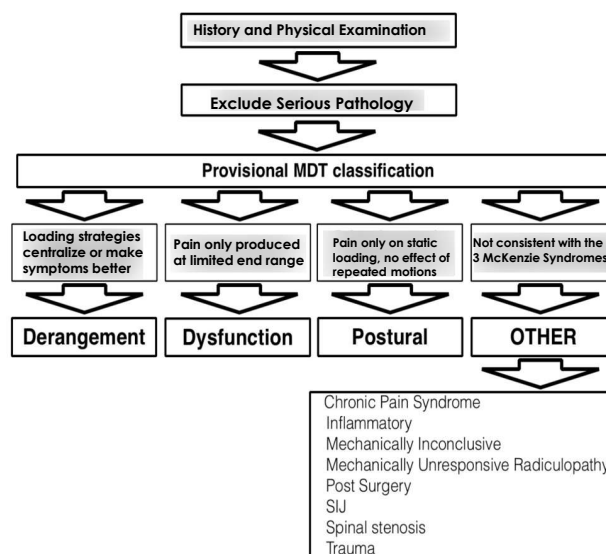 History and Physical Examination
Exclude Serious Pathology
Provisional MDT classification
Loading strategies
centralize or make
symptoms better
Pain only produced
at limited end range
Pain only on static
loading, no effect of
repeated motions
Not consistent with the
3 McKenzie Syndromes
Derangement
Dysfunction
Postural
OTHER
Chronic Pain Syndrome
Inflammatory
Mechanically Inconclusive
Mechanically Unresponsive Radiculopathy
Post Surgery
SIJ
Spinal stenosis
Trauma